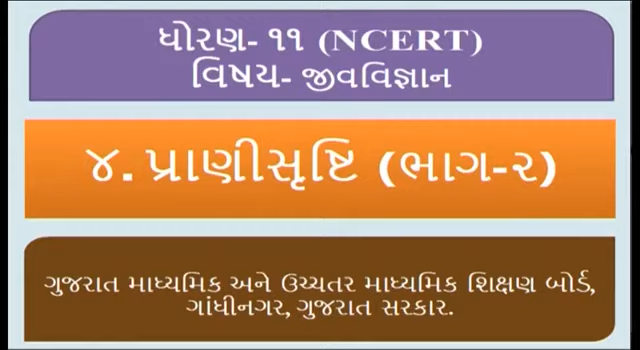 ધોરણ- ૧૧ (NCERT)
વિષય- જીવવિજ્ઞાન
૪. પ્રાણીસૃષ્ટિ (ભાગ-૨)
ગુજરાત માધ્યમિક અને ઉચ્ચતર માધ્યમિક શિક્ષણ બોર્ડ,
ગાંધીનગર, ગુજરાત સરકાર.